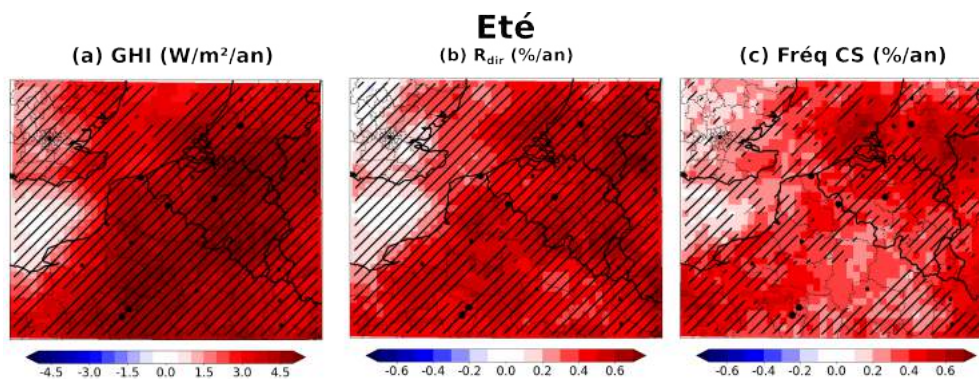 Eté
(a) GHI (W/m²/an)
(b) R_dir (%/an)
(c) Fréq CS (%/an)
-4.5 -3.0 -1.5 0.0 1.5 3.0 4.5
-0.6 -0.4 -0.2 0.0 0.2 0.4 0.6
-0.6 -0.4 -0.2 0.0 0.2 0.4 0.6